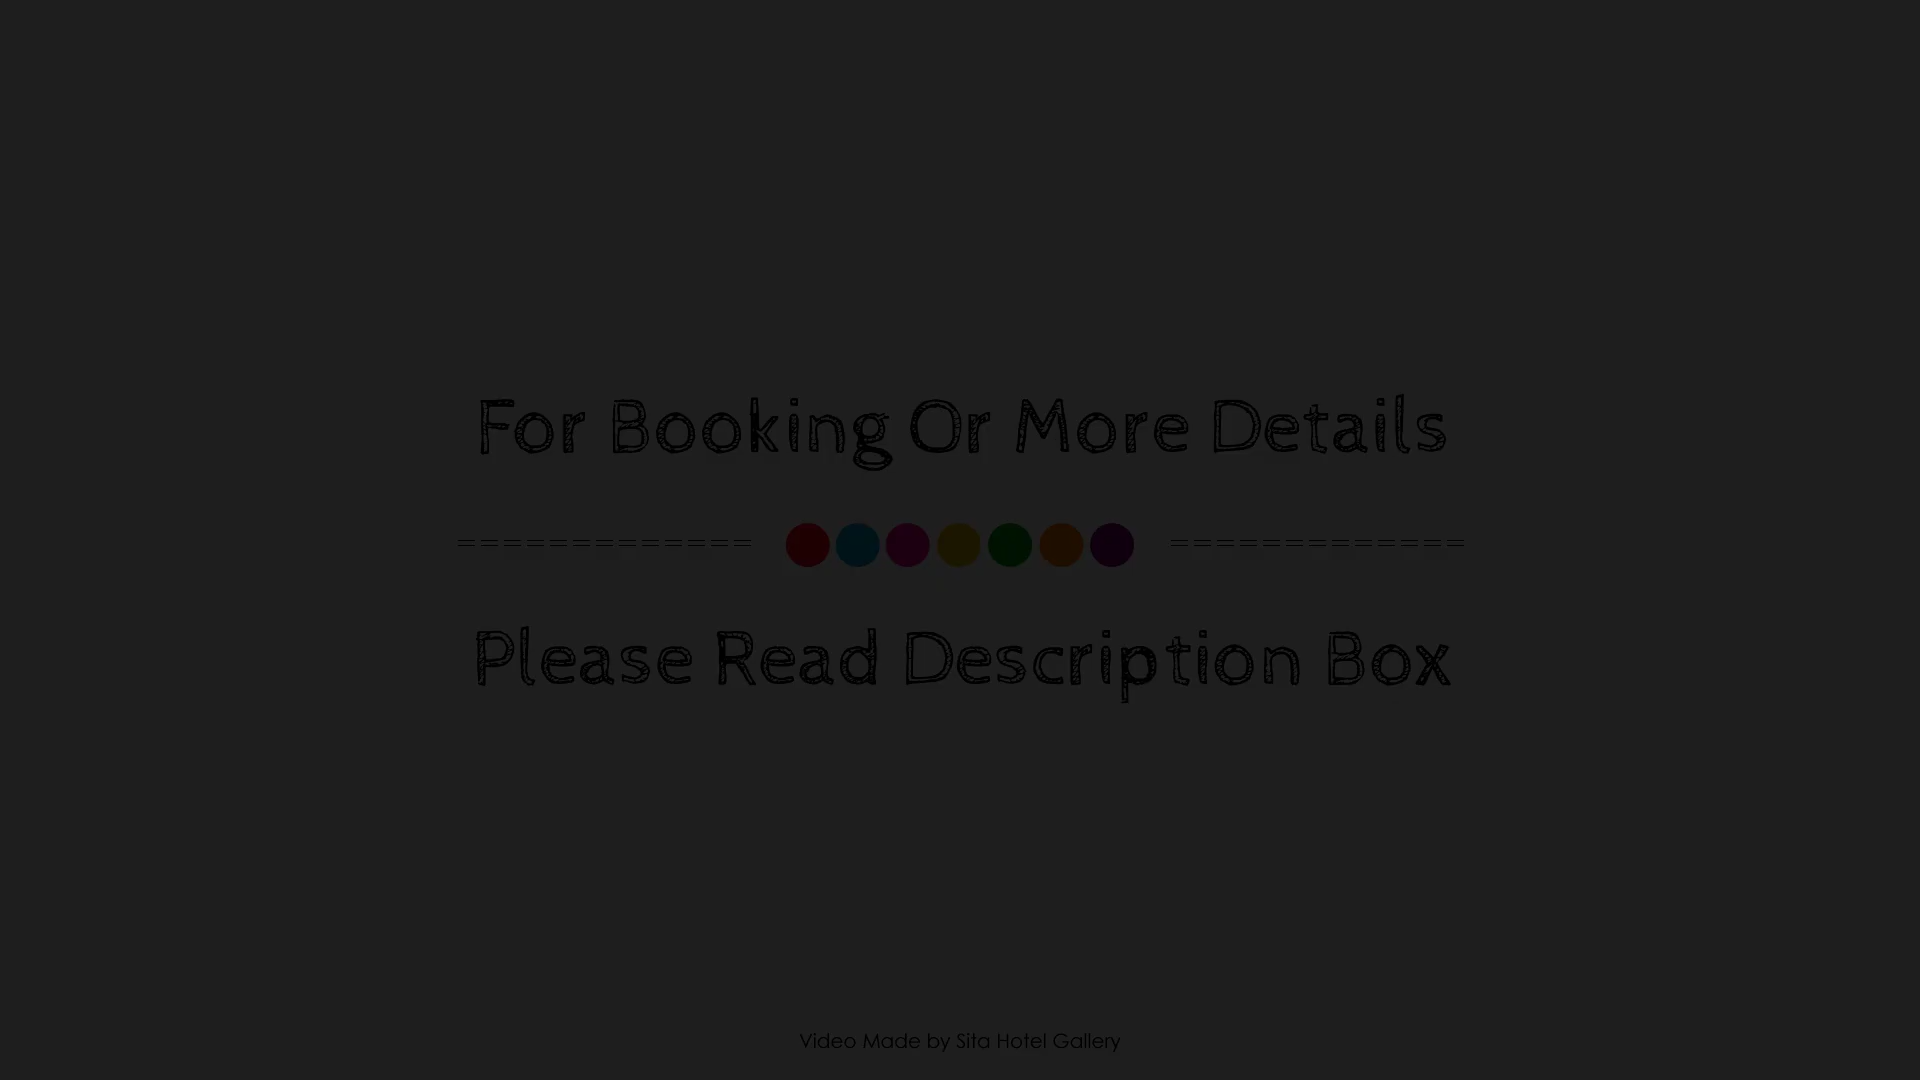 For Booking Or More Details
============= =============
Please Read Description Box
Video Made by Sita Hotel Gallery